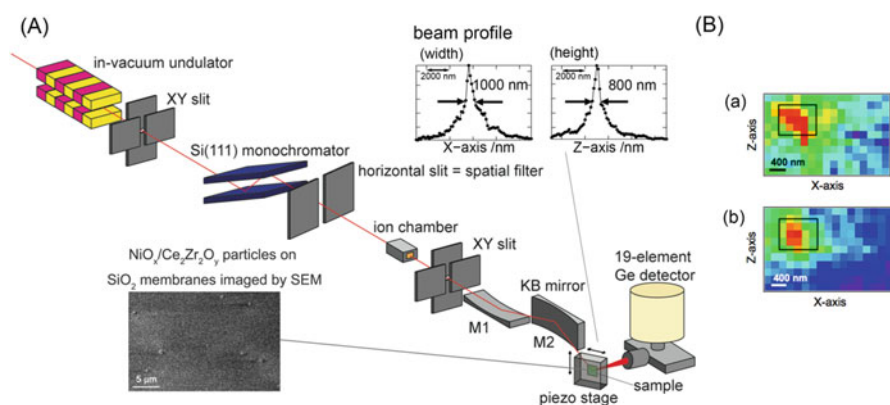 (A)
in-vacuum undulator
XY slit
Si(111) monochromator
beam profile
(width)
(height)
2000 nm
2000 nm
1000 nm
800 nm
X−axis /nm
Z−axis /nm
horizontal slit = spatial filter
ion chamber
XY slit
KB mirror
M1
M2
19-element
Ge detector
sample
piezo stage
NiOₓ/Ce₂Zr₂Oᵧ particles on
SiO₂ membranes imaged by SEM
5 µm
(B)
(a)
Z-axis
400 nm
X-axis
(b)
Z-axis
400 nm
X-axis